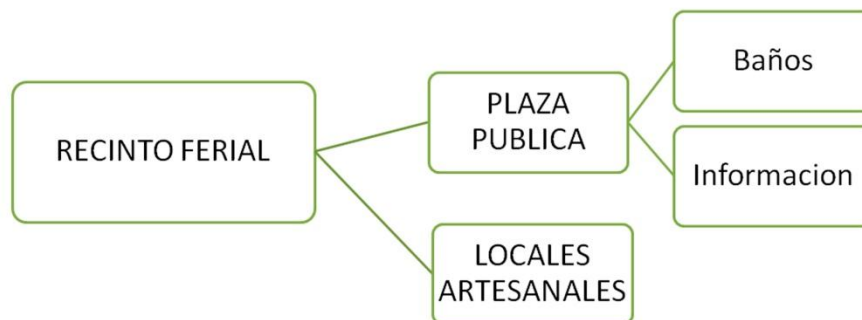 RECINTO FERIAL
PLAZA
PUBLICA
Baños
Informacion
LOCALES
ARTESANALES